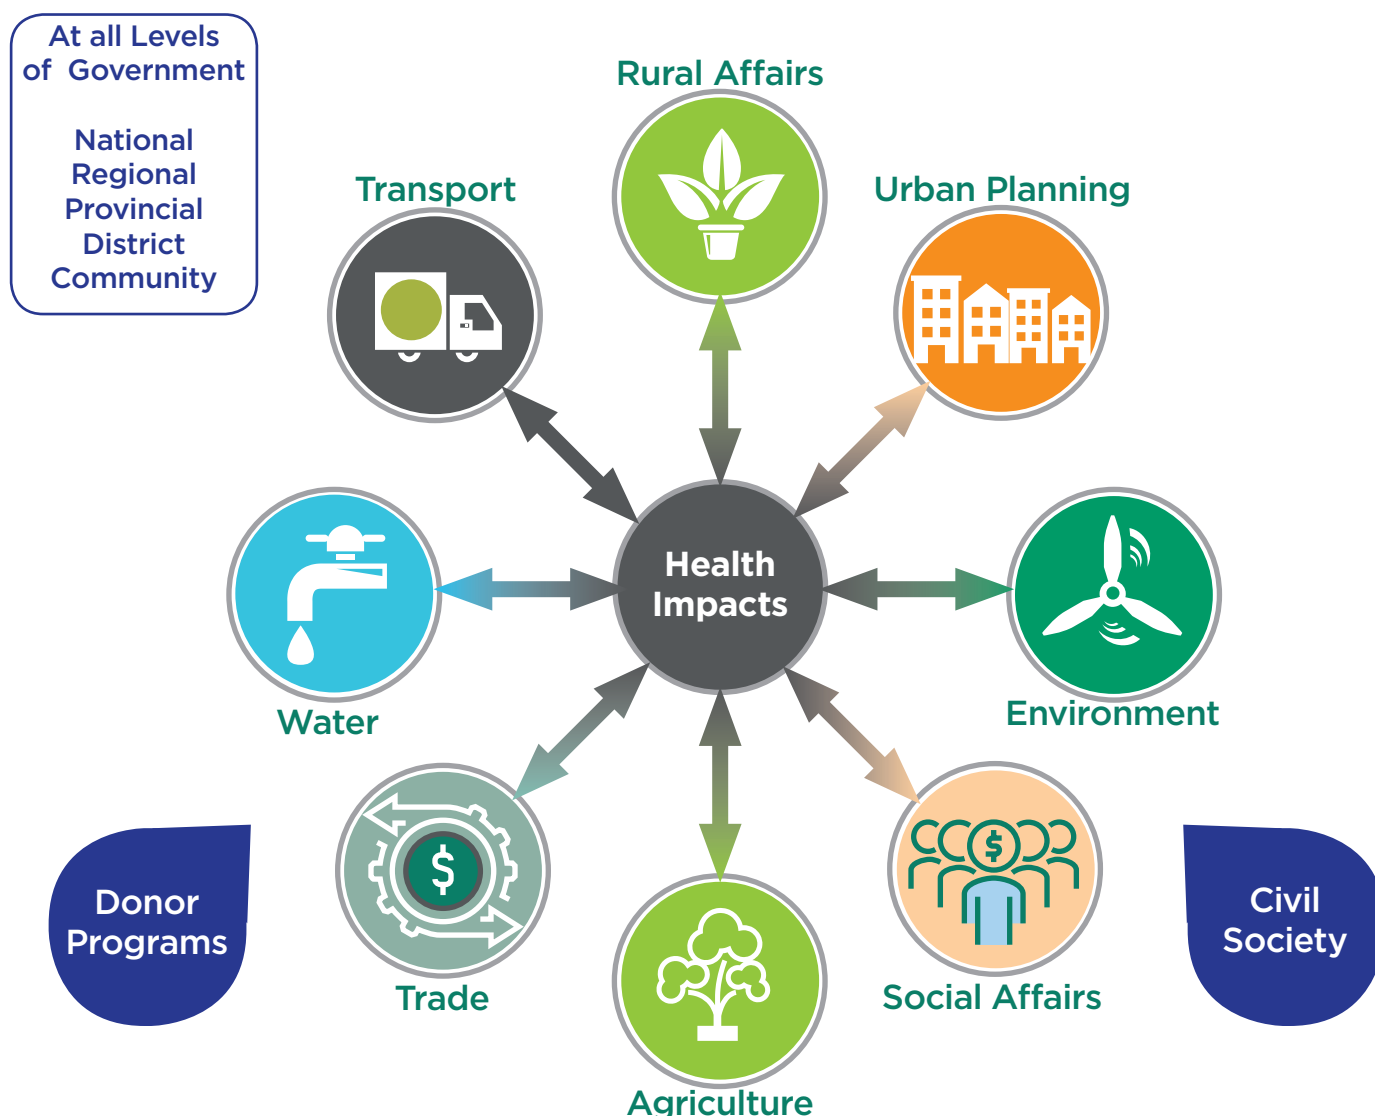 At all Levels
of Government
National
Regional
Provincial
District
Community
Rural Affairs
Transport
Urban Planning
Health
Impacts
Water
Environment
$
$
Donor
Programs
Civil
Society
Trade
Social Affairs
Agriculture